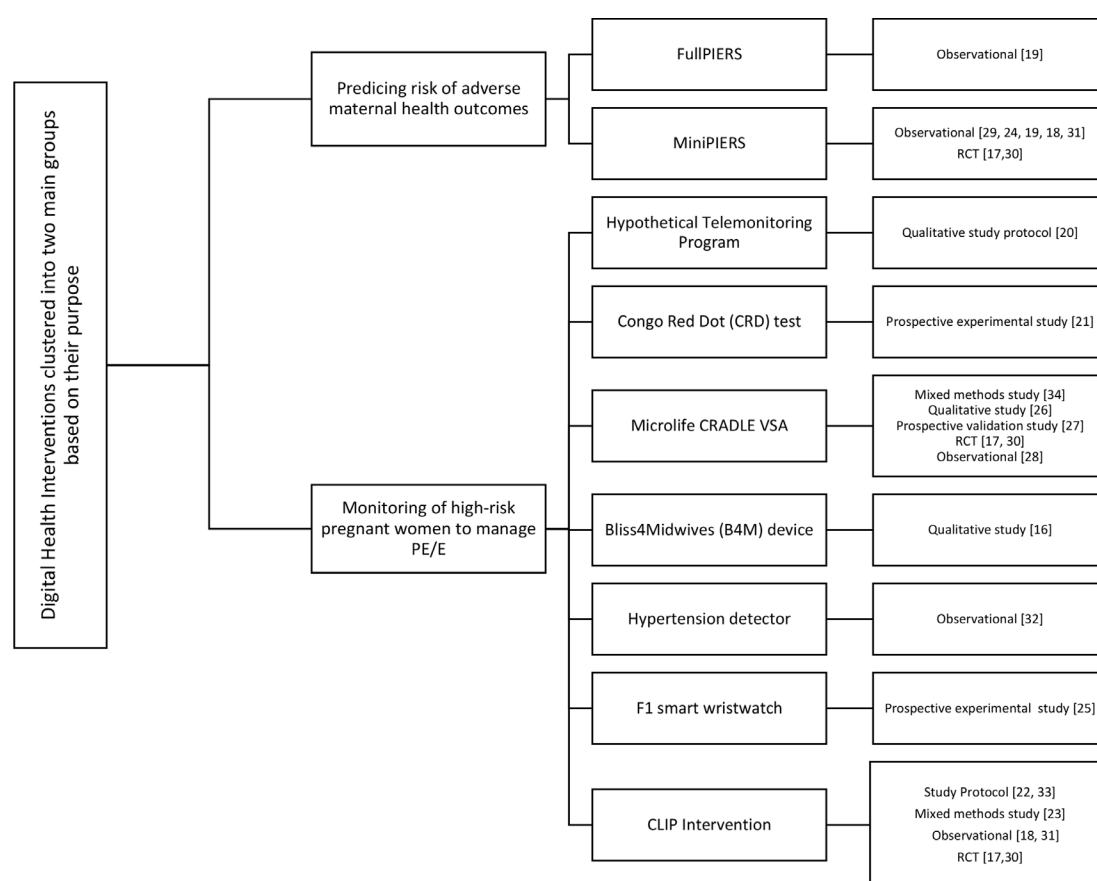 Digital Health Interventions clustered into two main groups
based on their purpose
Predicing risk of adverse
maternal health outcomes
FullPIERS
Observational [19]
MiniPIERS
Observational [29, 24, 19, 18, 31]
RCT [17,30]
Monitoring of high-risk
pregnant women to manage
PE/E
Hypothetical Telemonitoring
Program
Qualitative study protocol [20]
Congo Red Dot (CRD) test
Prospective experimental study [21]
Microlife CRADLE VSA
Mixed methods study [34]
Qualitative study [26]
Prospective validation study [27]
RCT [17, 30]
Observational [28]
Bliss4Midwives (B4M) device
Qualitative study [16]
Hypertension detector
Observational [32]
F1 smart wristwatch
Prospective experimental study [25]
CLIP Intervention
Study Protocol [22, 33]
Mixed methods study [23]
Observational [18, 31]
RCT [17,30]